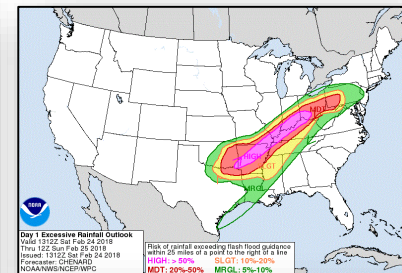 MDT
HIGH
SLGT
MRGL
NOAA
Day 1 Excessive Rainfall Outlook
Valid 1312Z Sat Feb 24 2018
Thru 12Z Sun Feb 25 2018
Issued: 1312Z Sat Feb 24 2018
Forecaster: CHENARD
NOAA/NWS/NCEP/WPC
Risk of rainfall exceeding flash flood guidance
within 25 miles of a point to the right of a line
HIGH: > 50% SLGT: 10%-20%
MDT: 20%-50% MRGL: 5%-10%